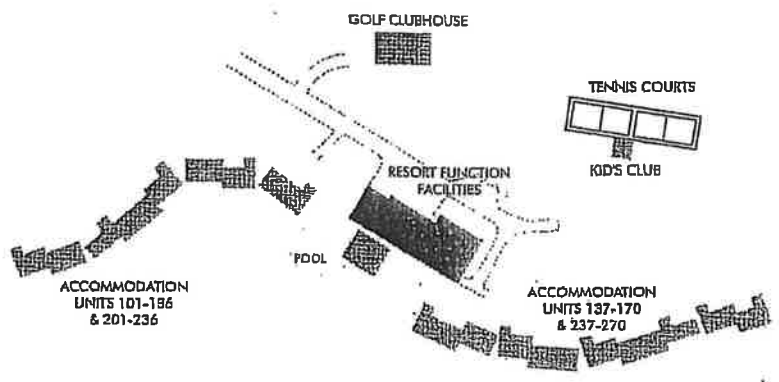 GOLF CLUBHOUSE
TENNIS COURTS
KID'S CLUB
RESORT FUNCTION
FACILITIES
POOL
ACCOMMODATION
UNITS 101-186
& 201-236
ACCOMMODATION
UNITS 137-170
& 237-270